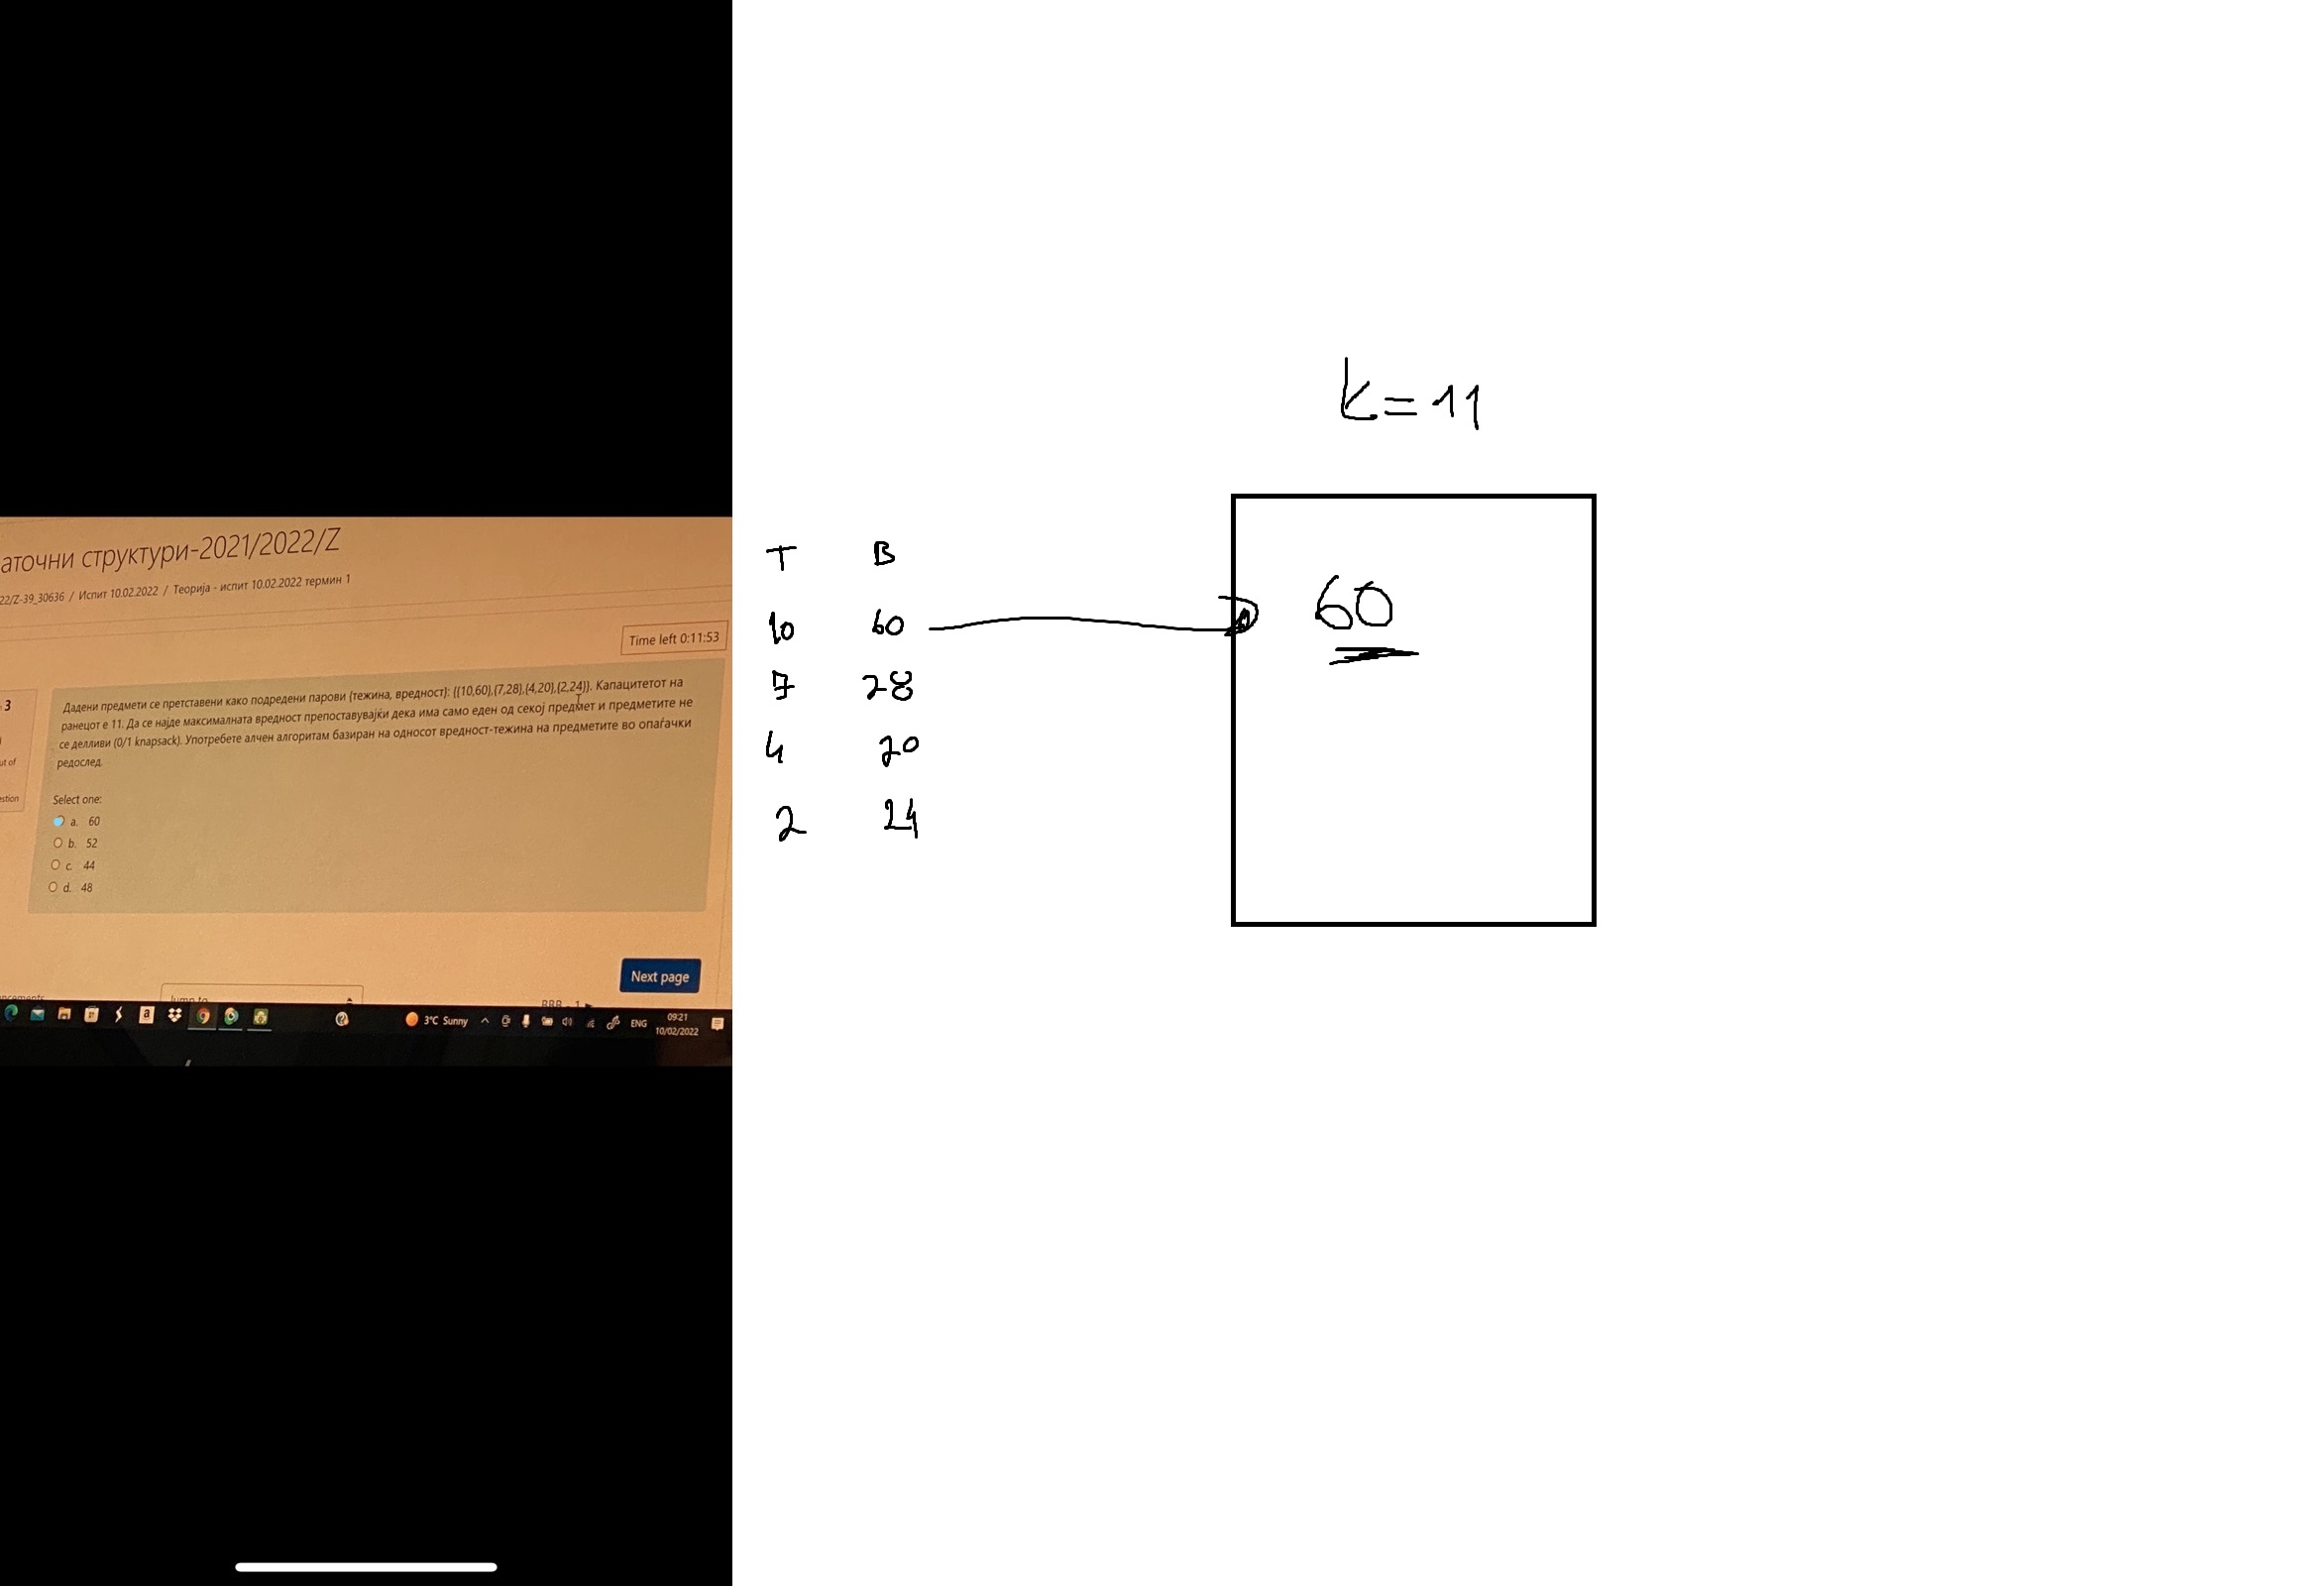 аточни структури-2021/2022/Z
22/Z-39_30636 / Испит 10.02.2022 / Теорија - испит 10.02.2022 термин 1
Time left 0:11:53
3
ut of
estion
Дадени предмети се претставени како подредени парови {тежина, вредност}: {{10,60},{7,28},{4,20},{2,24}}. Капацитетот на
ранецот е 11. Да се најде максималната вредност препоставувајќи дека има само еден од секој предмет и предметите не
се делливи (0/1 knapsack). Употребете алчен алгоритам базиран на односот вредност-тежина на предметите во опаѓачки
редослед.
Select one:
a. 60
b. 52
c. 44
d. 48
Next page
Jump to
3°C Sunny
ENG
09:21
10/02/2022
k=11
T B
10 60
7 28
4 20
2 24
60